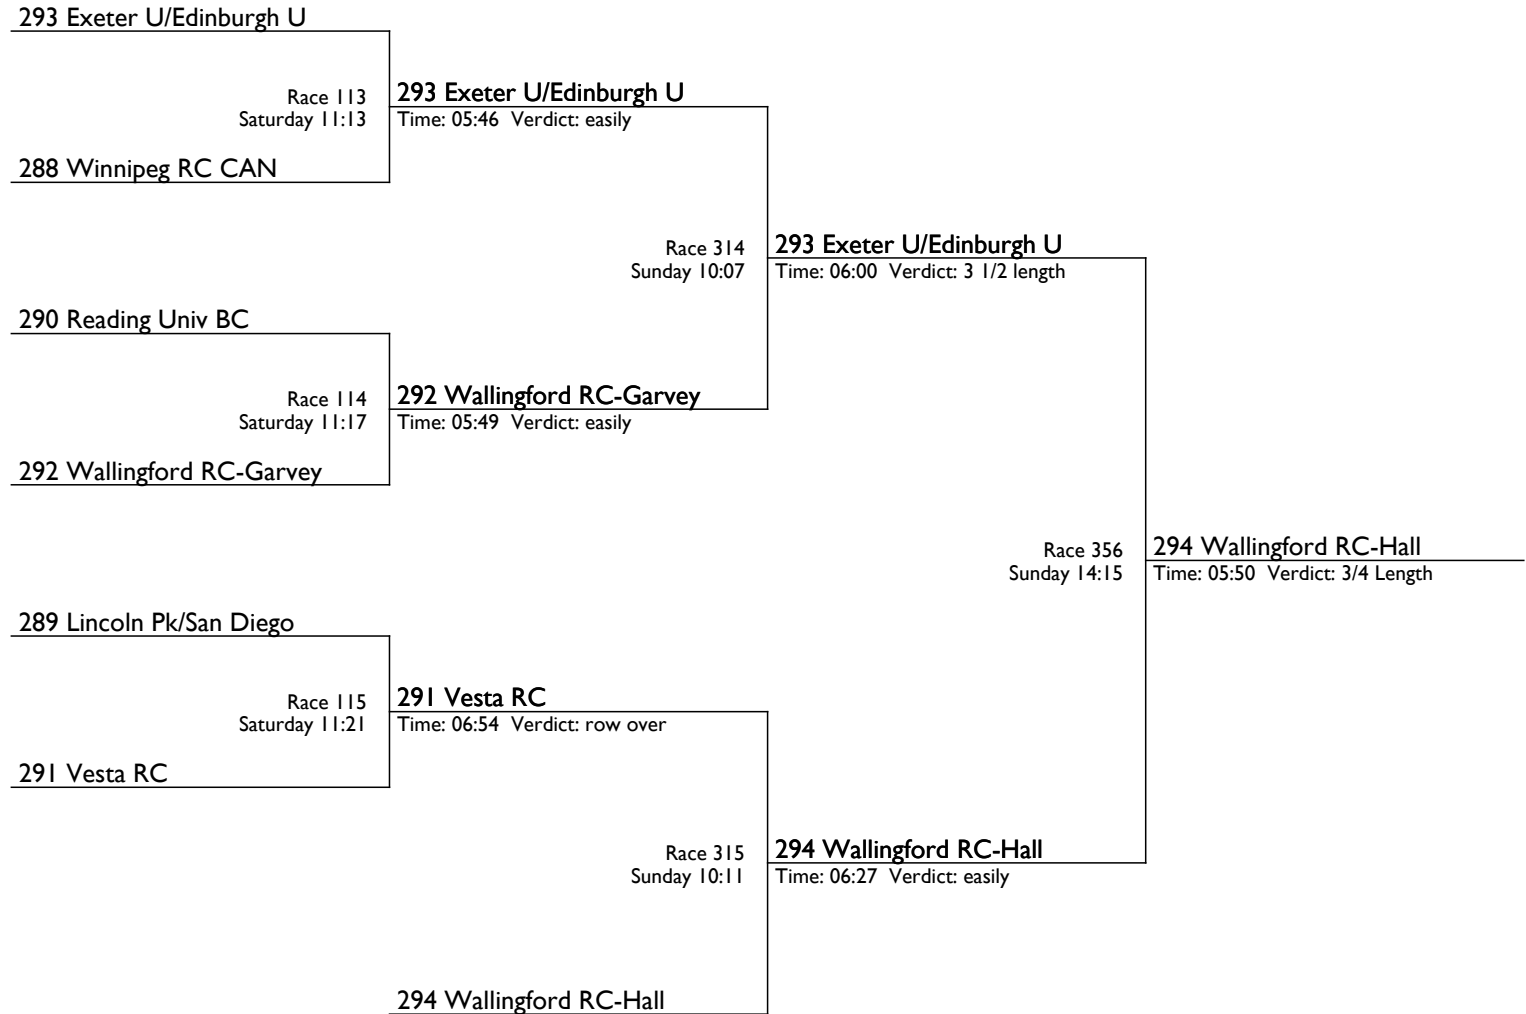 293 Exeter U/Edinburgh U
Race 113
Saturday 11:13
293 Exeter U/Edinburgh U
Time: 05:46 Verdict: easily
288 Winnipeg RC CAN
Race 314
Sunday 10:07
293 Exeter U/Edinburgh U
Time: 06:00 Verdict: 3 1/2 length
290 Reading Univ BC
Race 114
Saturday 11:17
292 Wallingford RC-Garvey
Time: 05:49 Verdict: easily
292 Wallingford RC-Garvey
Race 356
Sunday 14:15
294 Wallingford RC-Hall
Time: 05:50 Verdict: 3/4 Length
289 Lincoln Pk/San Diego
Race 115
Saturday 11:21
291 Vesta RC
Time: 06:54 Verdict: row over
291 Vesta RC
Race 315
Sunday 10:11
294 Wallingford RC-Hall
Time: 06:27 Verdict: easily
294 Wallingford RC-Hall